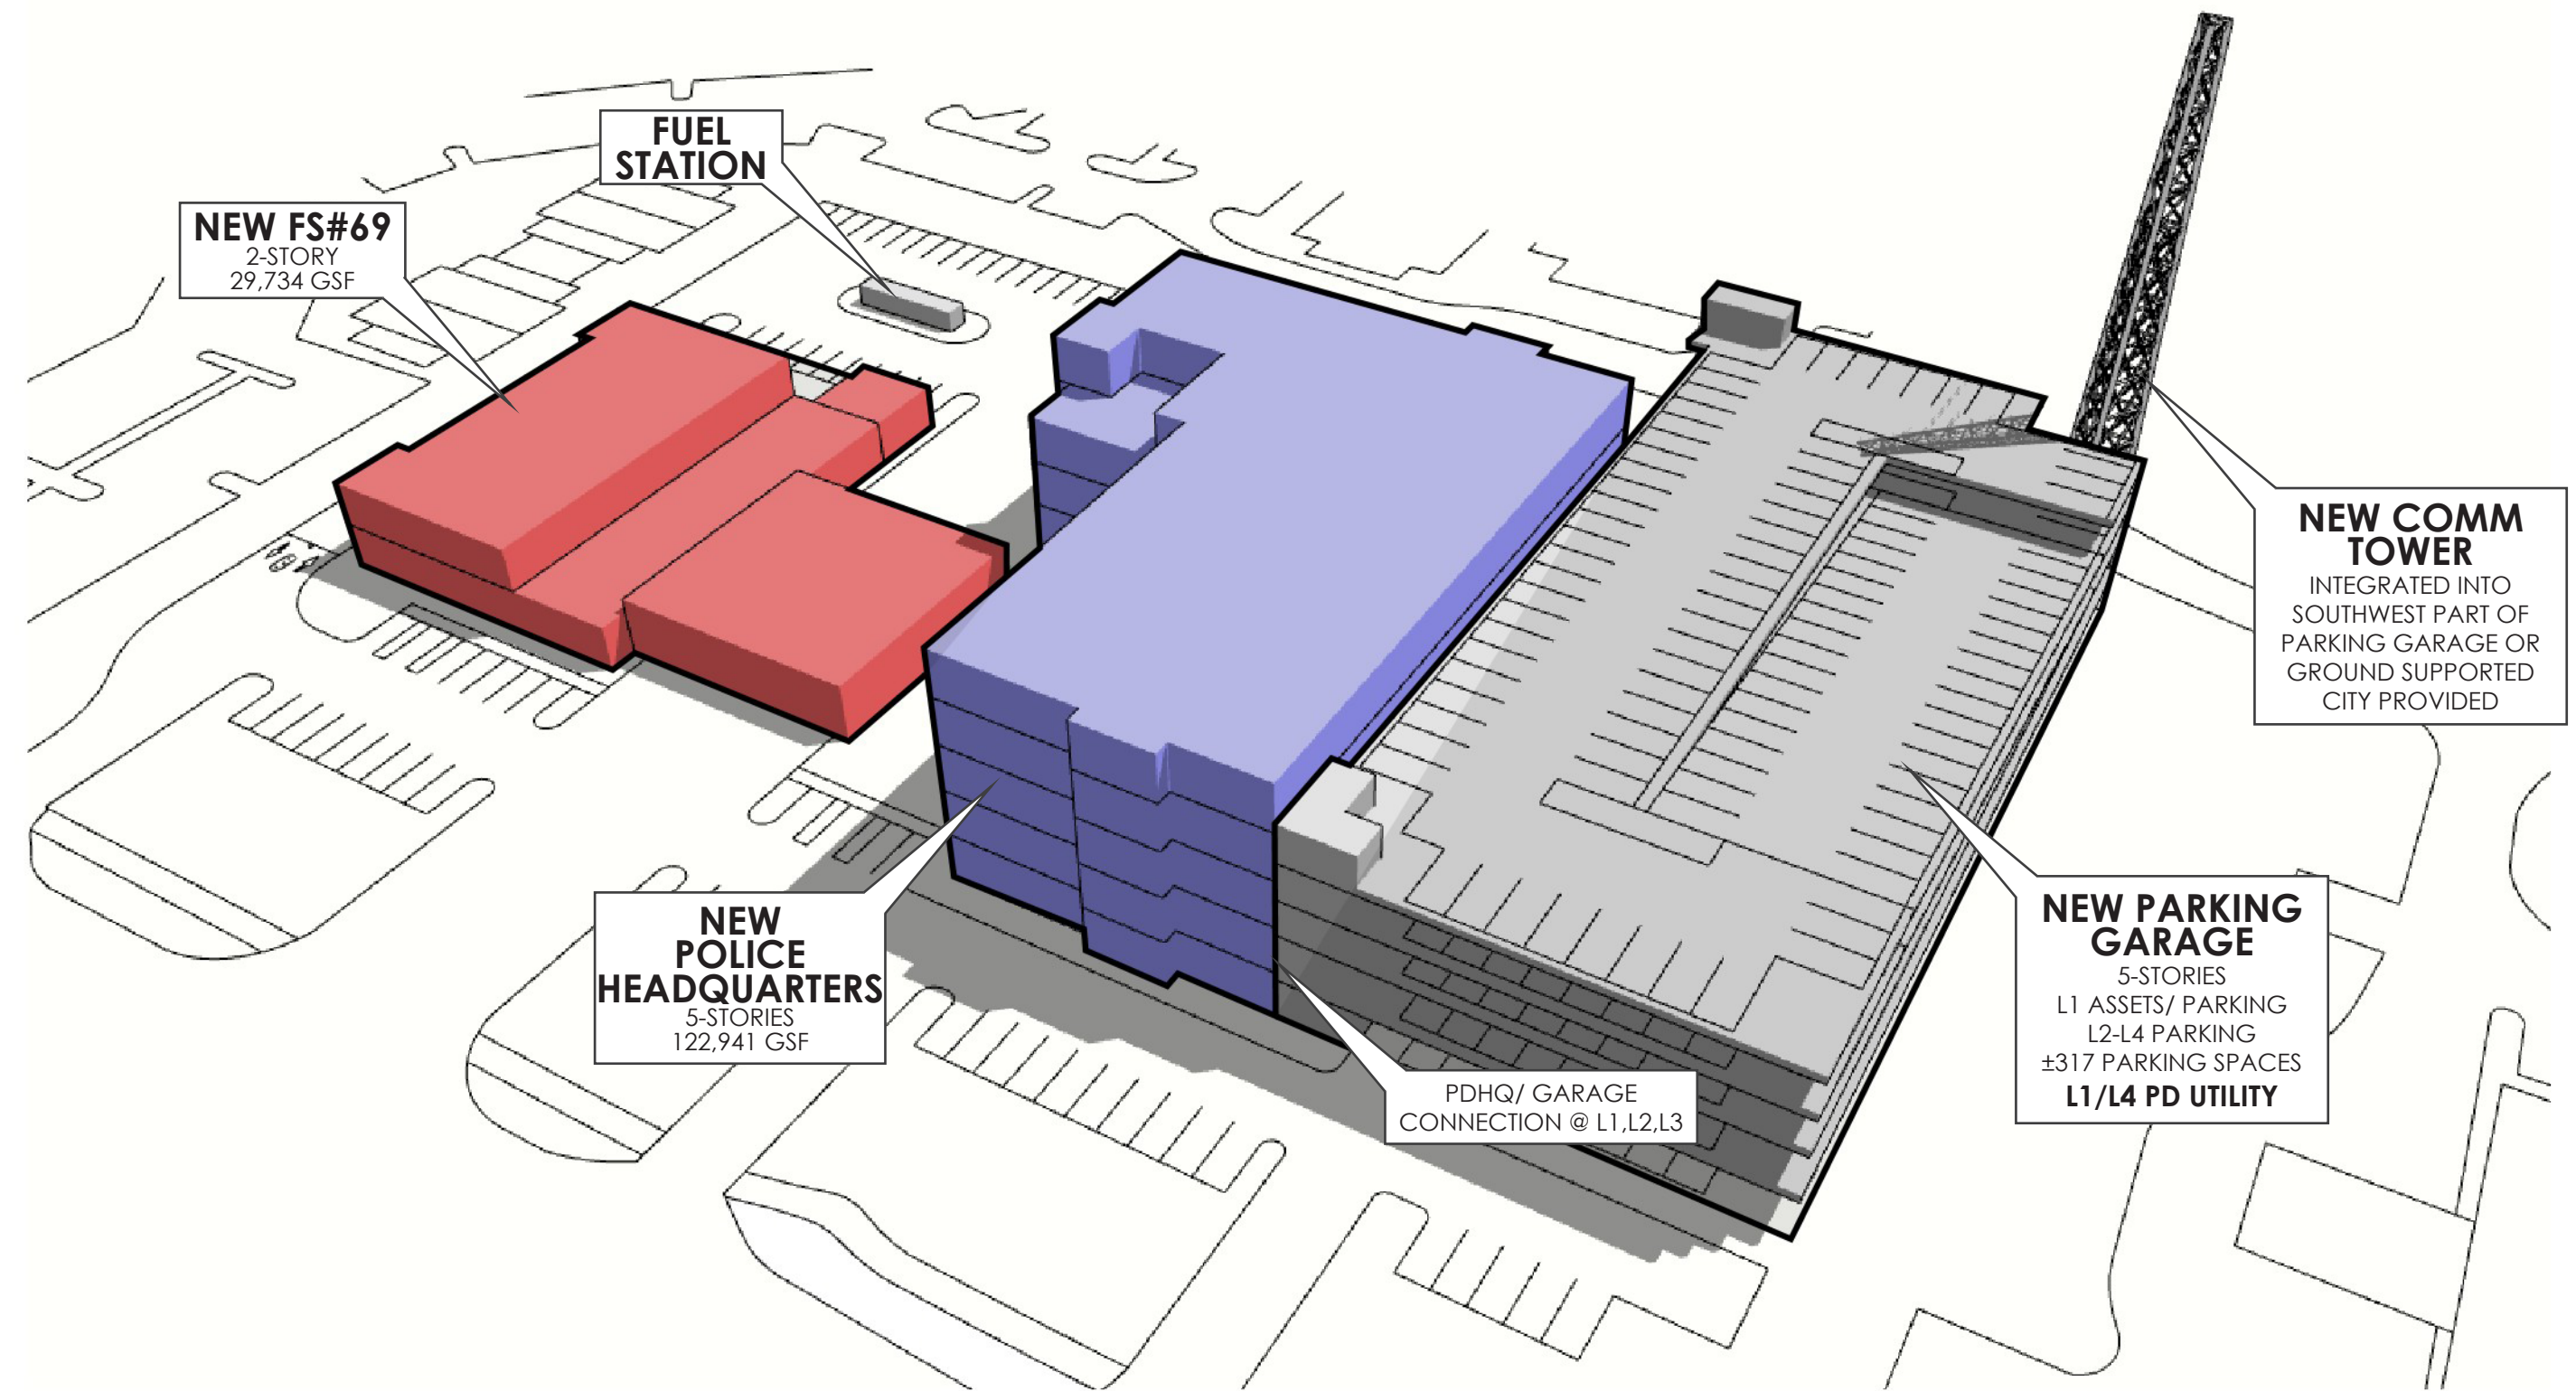 FUEL
STATION
NEW FS#69
2-STORY
29,734 GSF
NEW COMM
TOWER
INTEGRATED INTO
SOUTHWEST PART OF
PARKING GARAGE OR
GROUND SUPPORTED
CITY PROVIDED
NEW
POLICE
HEADQUARTERS
5-STORIES
122,941 GSF
NEW PARKING
GARAGE
5-STORIES
L1 ASSETS/ PARKING
L2-L4 PARKING
±317 PARKING SPACES
L1/L4 PD UTILITY
PDHQ/ GARAGE
CONNECTION @ L1,L2,L3